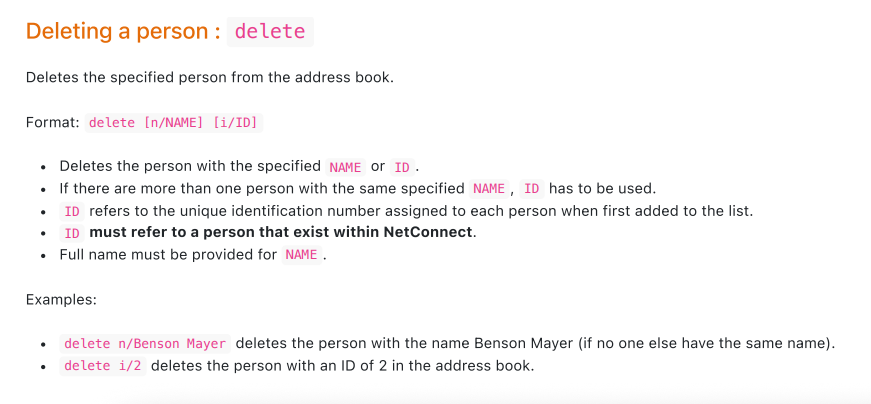 Deleting a person : delete
Deletes the specified person from the address book.
Format: delete [n/NAME] [i/ID]
• Deletes the person with the specified NAME or ID .
• If there are more than one person with the same specified NAME , ID has to be used.
• ID refers to the unique identification number assigned to each person when first added to the list.
• ID must refer to a person that exist within NetConnect.
• Full name must be provided for NAME .
Examples:
• delete n/Benson Mayer deletes the person with the name Benson Mayer (if no one else have the same name).
• delete i/2 deletes the person with an ID of 2 in the address book.